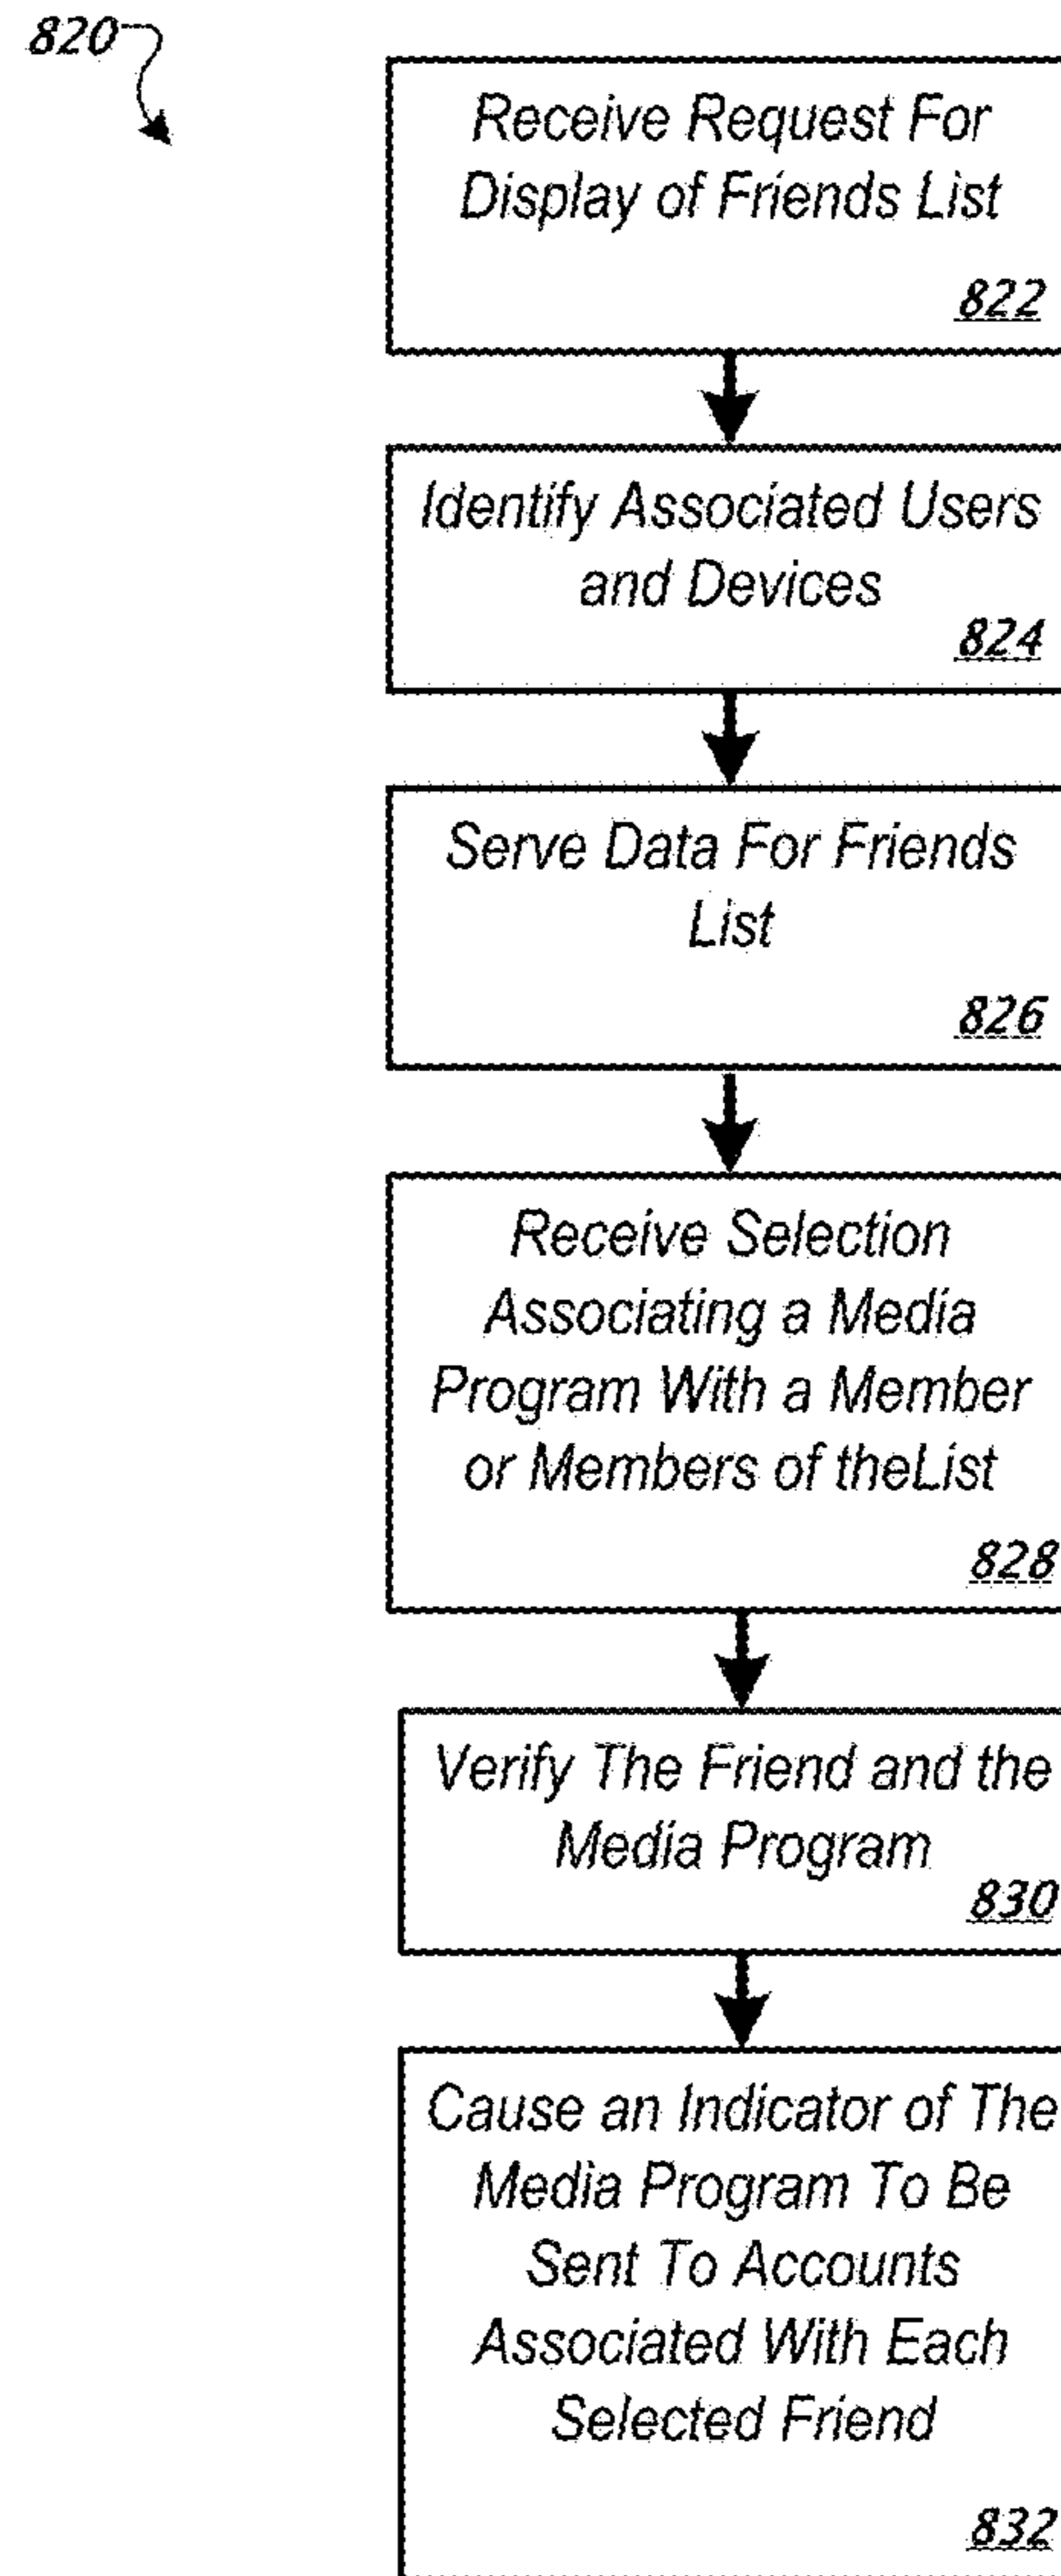 820
Receive Request For
Display of Friends List
822
Identify Associated Users
and Devices
824
Serve Data For Friends
List
826
Receive Selection
Associating a Media
Program With a Member
or Members of theList
828
Verify The Friend and the
Media Program
830
Cause an Indicator of The
Media Program To Be
Sent To Accounts
Associated With Each
Selected Friend
832